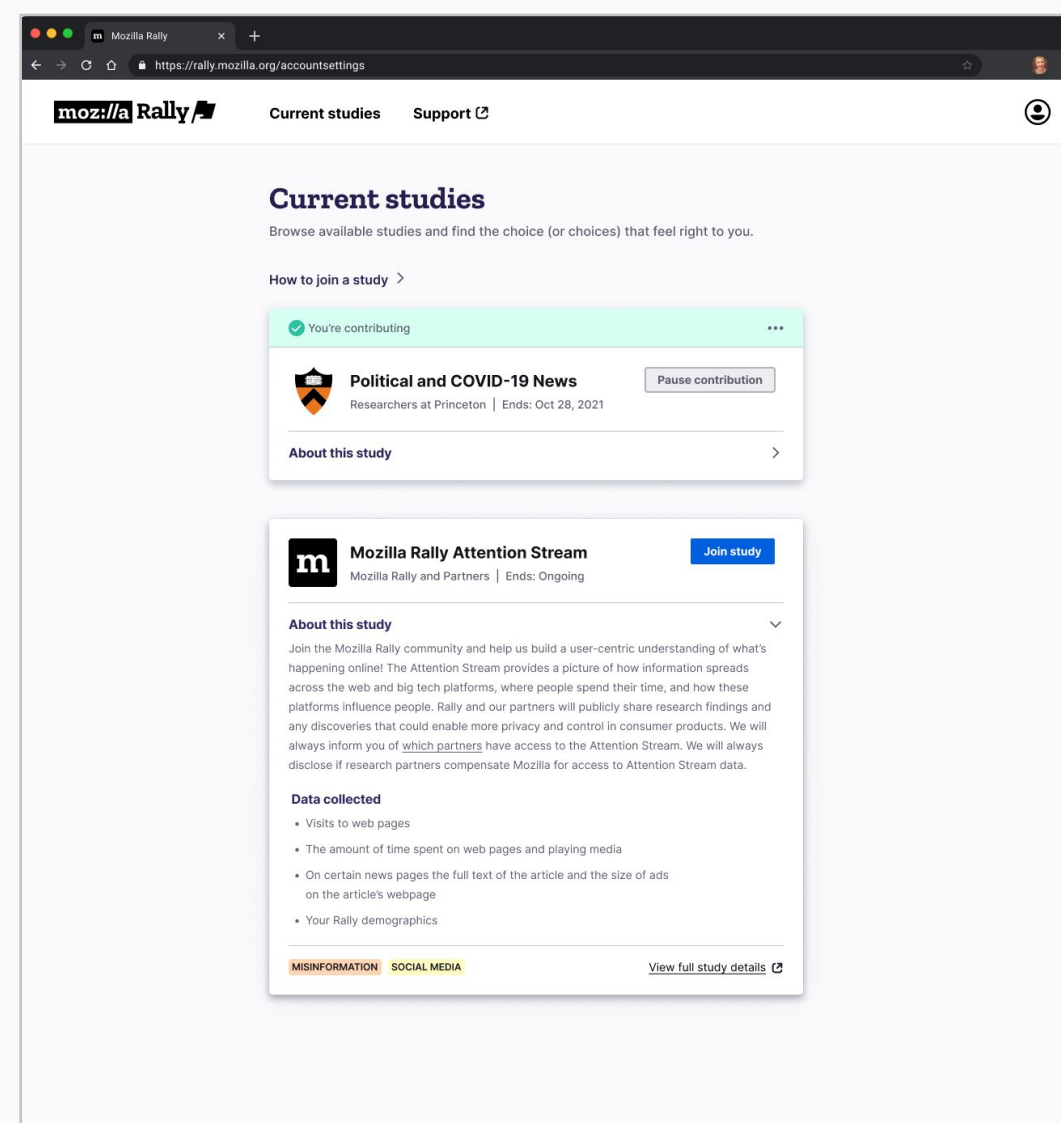 Mozilla Rally
https://rally.mozilla.org/accountsettings
moz://a Rally
Current studies Support
Current studies
Browse available studies and find the choice (or choices) that feel right to you.
How to join a study
You're contributing
Political and COVID-19 News
Pause contribution
Researchers at Princeton | Ends: Oct 28, 2021
About this study
m
Mozilla Rally Attention Stream
Join study
Mozilla Rally and Partners | Ends: Ongoing
About this study
Join the Mozilla Rally community and help us build a user-centric understanding of what's
happening online! The Attention Stream provides a picture of how information spreads
across the web and big tech platforms, where people spend their time, and how these
platforms influence people. Rally and our partners will publicly share research findings and
any discoveries that could enable more privacy and control in consumer products. We will
always inform you of which partners have access to the Attention Stream. We will always
disclose if research partners compensate Mozilla for access to Attention Stream data.
Data collected
• Visits to web pages
• The amount of time spent on web pages and playing media
• On certain news pages the full text of the article and the size of ads
on the article's webpage
• Your Rally demographics
MISINFORMATION SOCIAL MEDIA View full study details